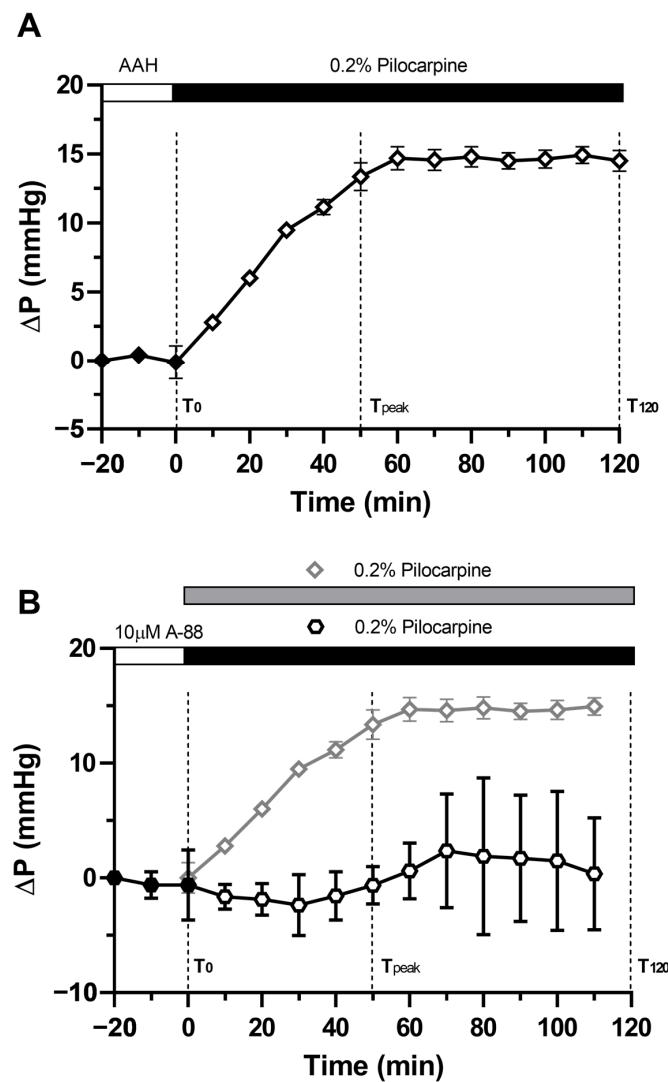 A
AAH 0.2% Pilocarpine
20
15
10
5
0
−5
ΔP (mmHg)
T0 Tpeak T120
−20 0 20 40 60 80 100 120
Time (min)
0.2% Pilocarpine
B
10μM A-88 0.2% Pilocarpine
20
10
0
−10
ΔP (mmHg)
T0 Tpeak T120
−20 0 20 40 60 80 100 120
Time (min)